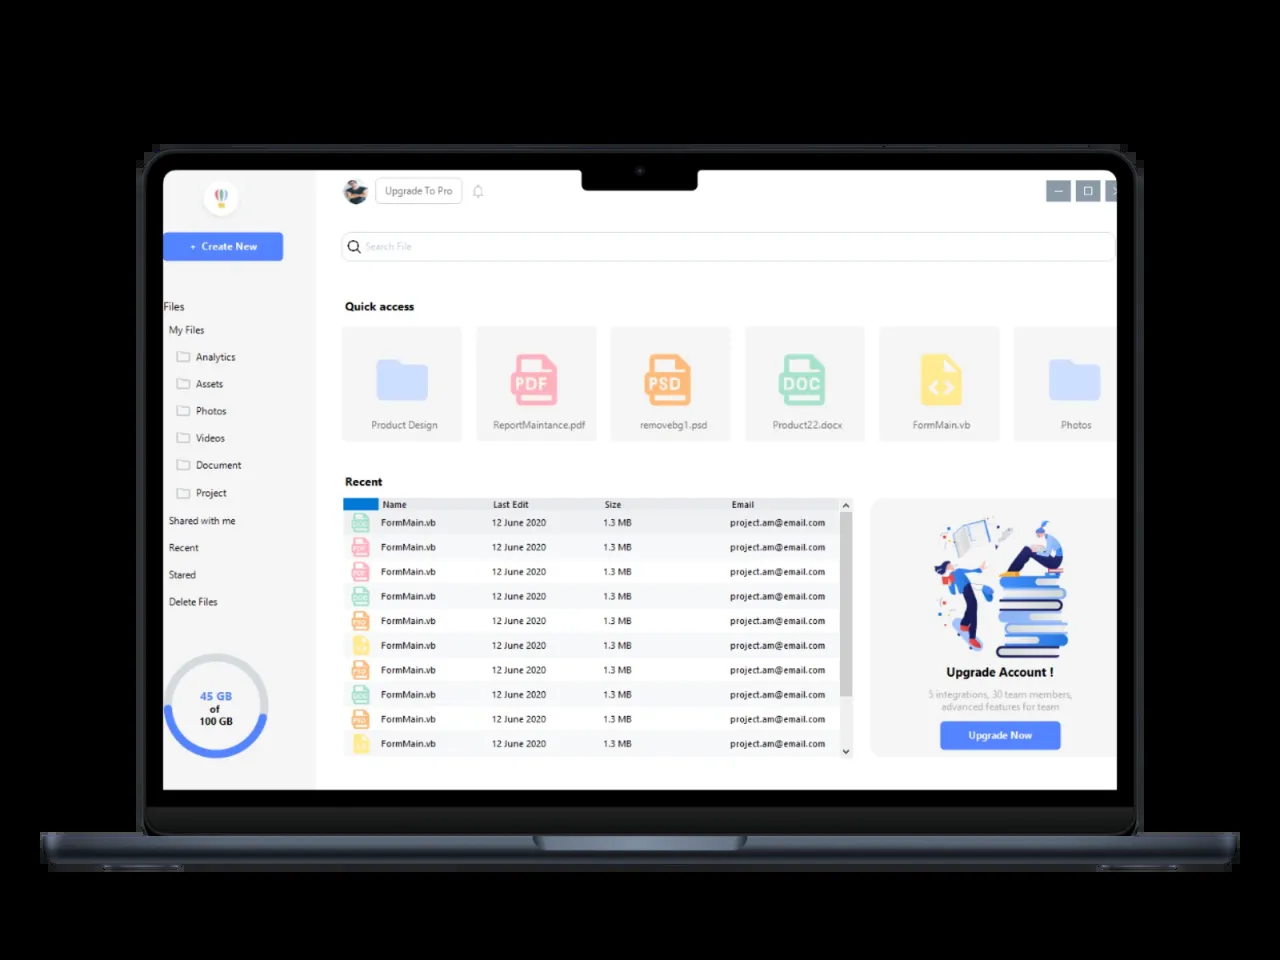 Upgrade To Pro
+ Create New
Search File
Files
My Files
Analytics
Assets
Photos
Videos
Document
Project
Shared with me
Recent
Stared
Delete Files
45 GB
of
100 GB
Quick access
PDF
PSD
DOC
Product Design
ReportMaintance.pdf
removebg1.psd
Product22.docx
FormMain.vb
Photos
Recent
Name Last Edit Size Email
DOC FormMain.vb 12 June 2020 1.3 MB project.am@email.com
PDF FormMain.vb 12 June 2020 1.3 MB project.am@email.com
PDF FormMain.vb 12 June 2020 1.3 MB project.am@email.com
DOC FormMain.vb 12 June 2020 1.3 MB project.am@email.com
PSD FormMain.vb 12 June 2020 1.3 MB project.am@email.com
FormMain.vb 12 June 2020 1.3 MB project.am@email.com
PSD FormMain.vb 12 June 2020 1.3 MB project.am@email.com
DOC FormMain.vb 12 June 2020 1.3 MB project.am@email.com
PSD FormMain.vb 12 June 2020 1.3 MB project.am@email.com
FormMain.vb 12 June 2020 1.3 MB project.am@email.com
Upgrade Account !
5 integrations, 30 team members,
advanced features for team
Upgrade Now